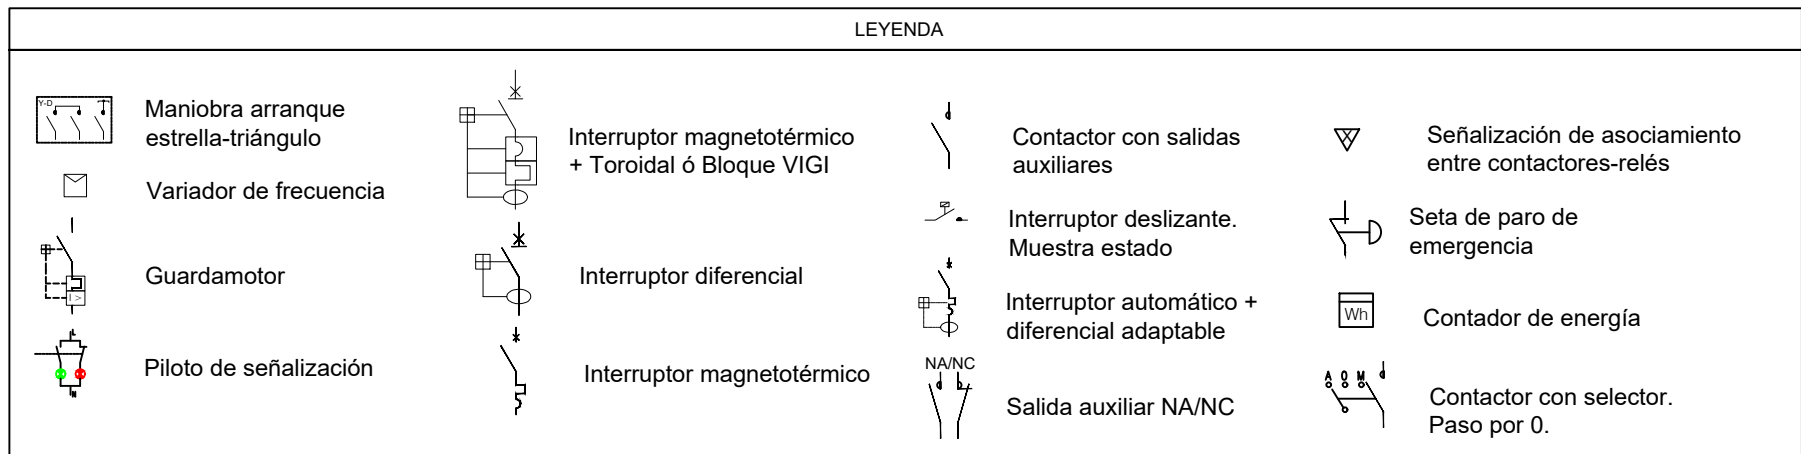 LEYENDA
Y-D
Maniobra arranque
estrella-triángulo
Variador de frecuencia
Guardamotor
I >
L
Piloto de señalización
N
Interruptor magnetotérmico
+ Toroidal ó Bloque VIGI
Interruptor diferencial
Interruptor magnetotérmico
Contactor con salidas
auxiliares
Interruptor deslizante.
Muestra estado
Interruptor automático +
diferencial adaptable
NA/NC
Salida auxiliar NA/NC
Señalización de asociamiento
entre contactores-relés
Seta de paro de
emergencia
Wh
Contador de energía
A O M
Contactor con selector.
Paso por 0.